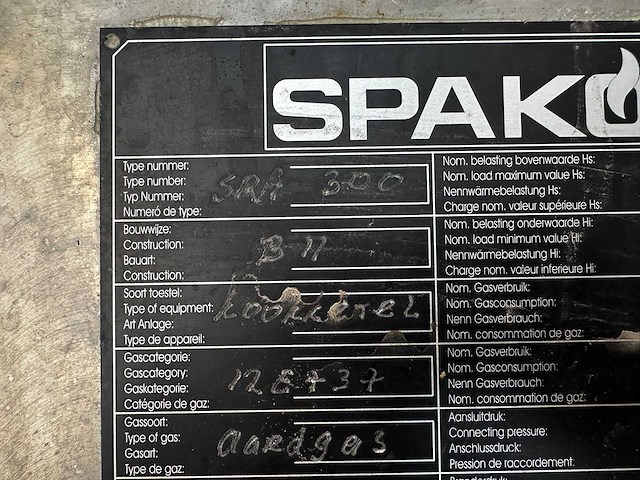 SPAKO
Type nummer:
Type number:
Typ Nummer:
Numeró de type:
SRA 300
Nom. belasting bovenwaarde Hs:
Nom. load maximum value Hs:
Nennwärmebelastung Hs:
Charge nom. valeur supérieure Hs:
Bouwwijze:
Construction:
Bauart:
Construction:
B 11
Nom. belasting onderwaarde Hi:
Nom. load minimum value Hi:
Nennwärmebelastung Hi:
Charge nom. valeur inferieure Hi:
Soort toestel:
Type of equipment:
Art Anlage:
Type de appareil:
kookketel
Nom. Gasverbruik:
Nom. Gasconsumption:
Nenn Gasverbrauch:
Nom. consommation de gaz:
Gascategorie:
Gascategory:
Gaskategorie:
Catégorie de gaz:
Nom. Gasverbruik:
Nom. Gasconsumption:
Nenn Gasverbrauch:
Nom. consommation de gaz:
Gassoort:
Type of gas:
Gasart:
Type de gaz:
aardgas
Aansluitdruk:
Connecting pressure:
Anschlussdruck:
Pression de raccordement: